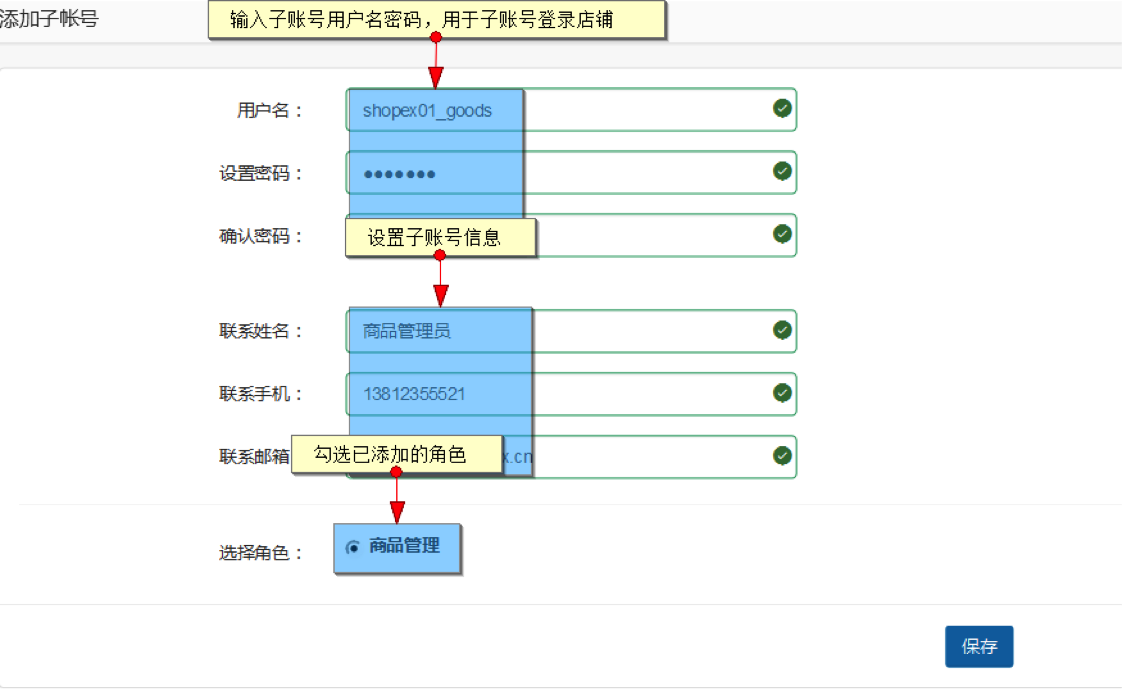 添加子帐号
输入子账号用户名密码，用于子账号登录店铺
用户名： shopex01_goods
设置密码： ●●●●●●●
确认密码：
设置子账号信息
联系姓名： 商品管理员
联系手机： 13812355521
勾选已添加的角色
联系邮箱 x.cn
选择角色： 商品管理
保存